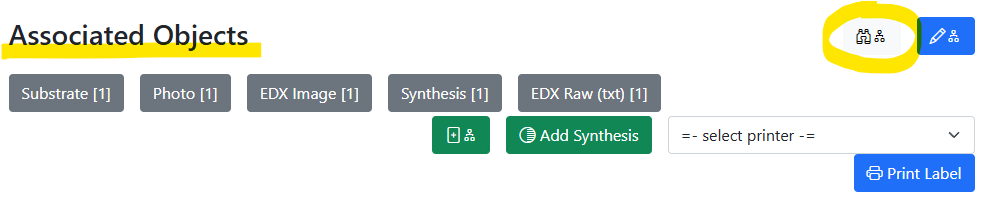 Associated Objects
Substrate [1] Photo [1] EDX Image [1] Synthesis [1] EDX Raw (txt) [1]
Add Synthesis =- select printer -=
Print Label